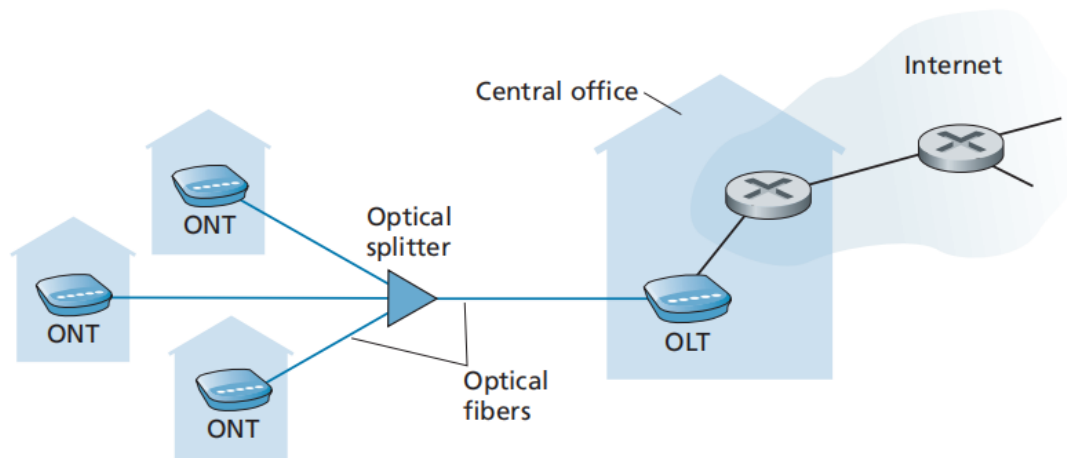 Internet
Central office
ONT
Optical
splitter
ONT
OLT
Optical
fibers
ONT